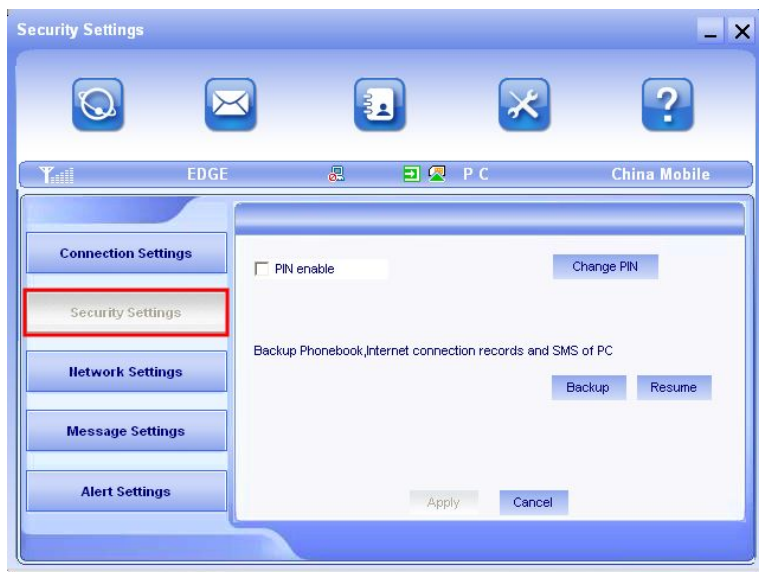 Security Settings
EDGE P C China Mobile
Connection Settings
Security Settings
Network Settings
Message Settings
Alert Settings
PIN enable
Change PIN
Backup Phonebook,Internet connection records and SMS of PC
Backup Resume
Apply Cancel